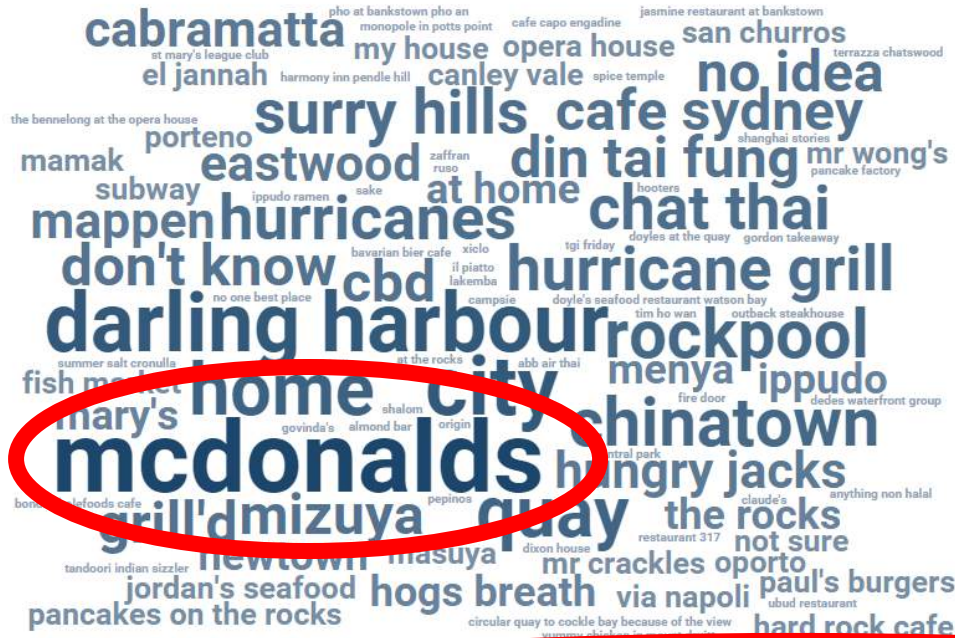 pho at bankstown pho an
jasmine restaurant at bankstown
cabramatta
monopole in potts point
cafe capo engadine
san churros
st mary's league club
my house
opera house
terrazza chatswood
el jannah
harmony inn pendle hill
canley vale
spice temple
no idea
surry hills
cafe sydney
the bennelong at the opera house
porteno
shanghai stories
mamak
eastwood
zaffran
din tai fung
mr wong's
ruso
pancake factory
subway
ippudo ramen
sake
at home
hooters
chat thai
mappen
hurricanes
doyles at the quay
gordon takeaway
don't know
bavarian bier cafe
xiclo
tgi friday
cbd
il piatto
lakemba
hurricane grill
no one best place
campsie
doyle's seafood restaurant watson bay
darling harbour
tim ho wan
outback steakhouse
rockpool
summer salt cronulla
at the rocks
abb air thai
menya
ippudo
fish market
home
city
fire door
dedes waterfront group
mary's
shalom
chinatown
govinda's
almond bar
origin
mcdonalds
hungry jacks
pepinos
claude's
anything non halal
grill'd
mizuya
quay
the rocks
restaurant 317
not sure
newtown
masuya
dixon house
mr crackles
oporto
tandoori indian sizzler
jordan's seafood
hogs breath
via napoli
paul's burgers
ubud restaurant
pancakes on the rocks
circular quay to cockle bay because of the view
hard rock cafe